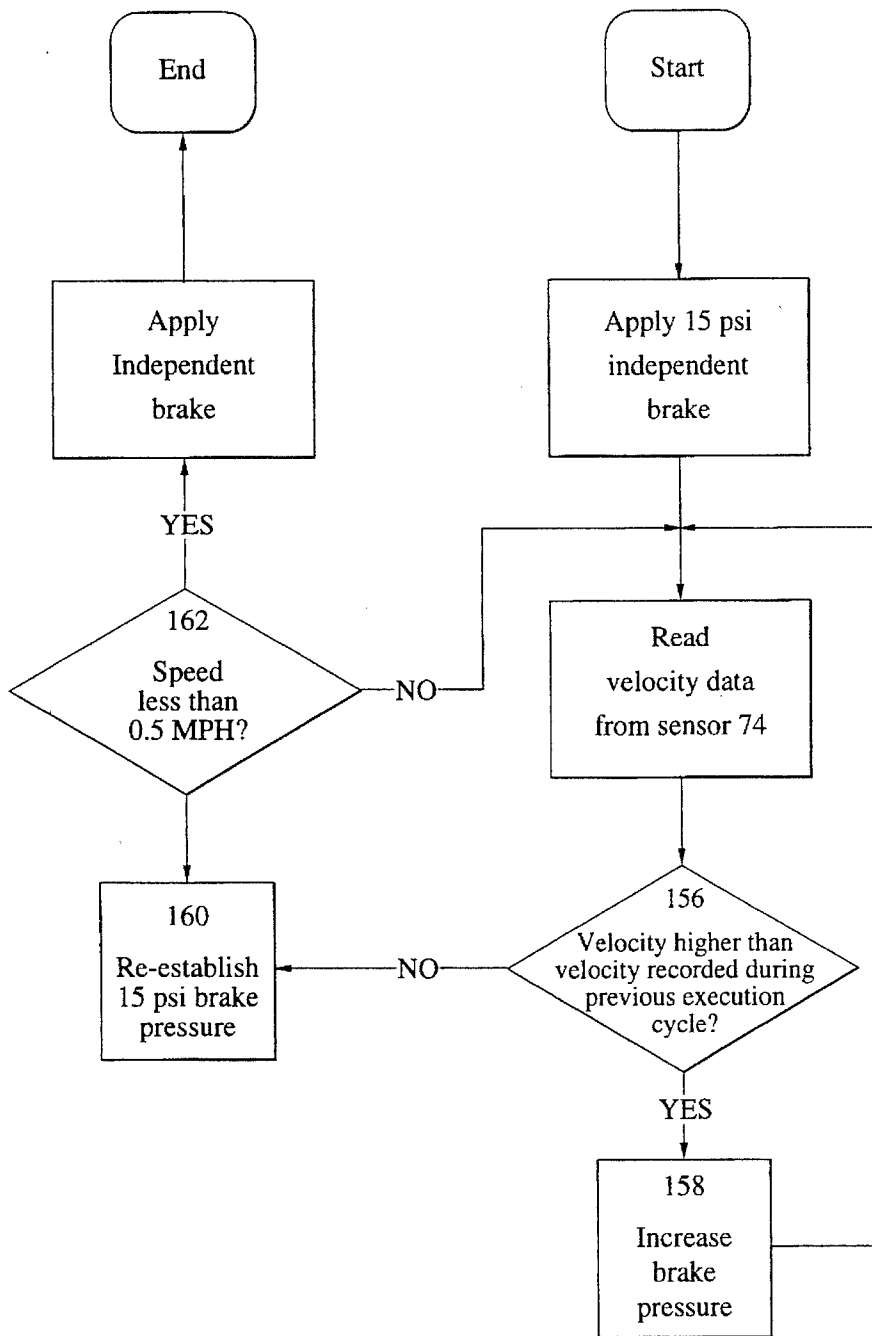 End
Start
Apply
Independent
brake
Apply 15 psi
independent
brake
YES
162
Speed
less than
0.5 MPH?
NO
Read
velocity data
from sensor 74
160
Re-establish
15 psi brake
pressure
NO
156
Velocity higher than
velocity recorded during
previous execution
cycle?
YES
158
Increase
brake
pressure